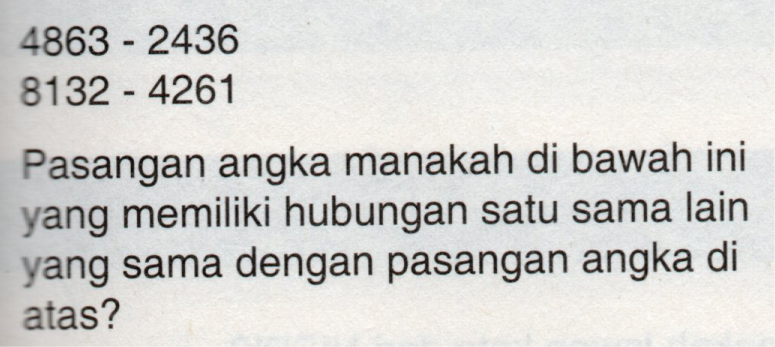 4863 - 2436
8132 - 4261
Pasangan angka manakah di bawah ini
yang memiliki hubungan satu sama lain
yang sama dengan pasangan angka di
atas?